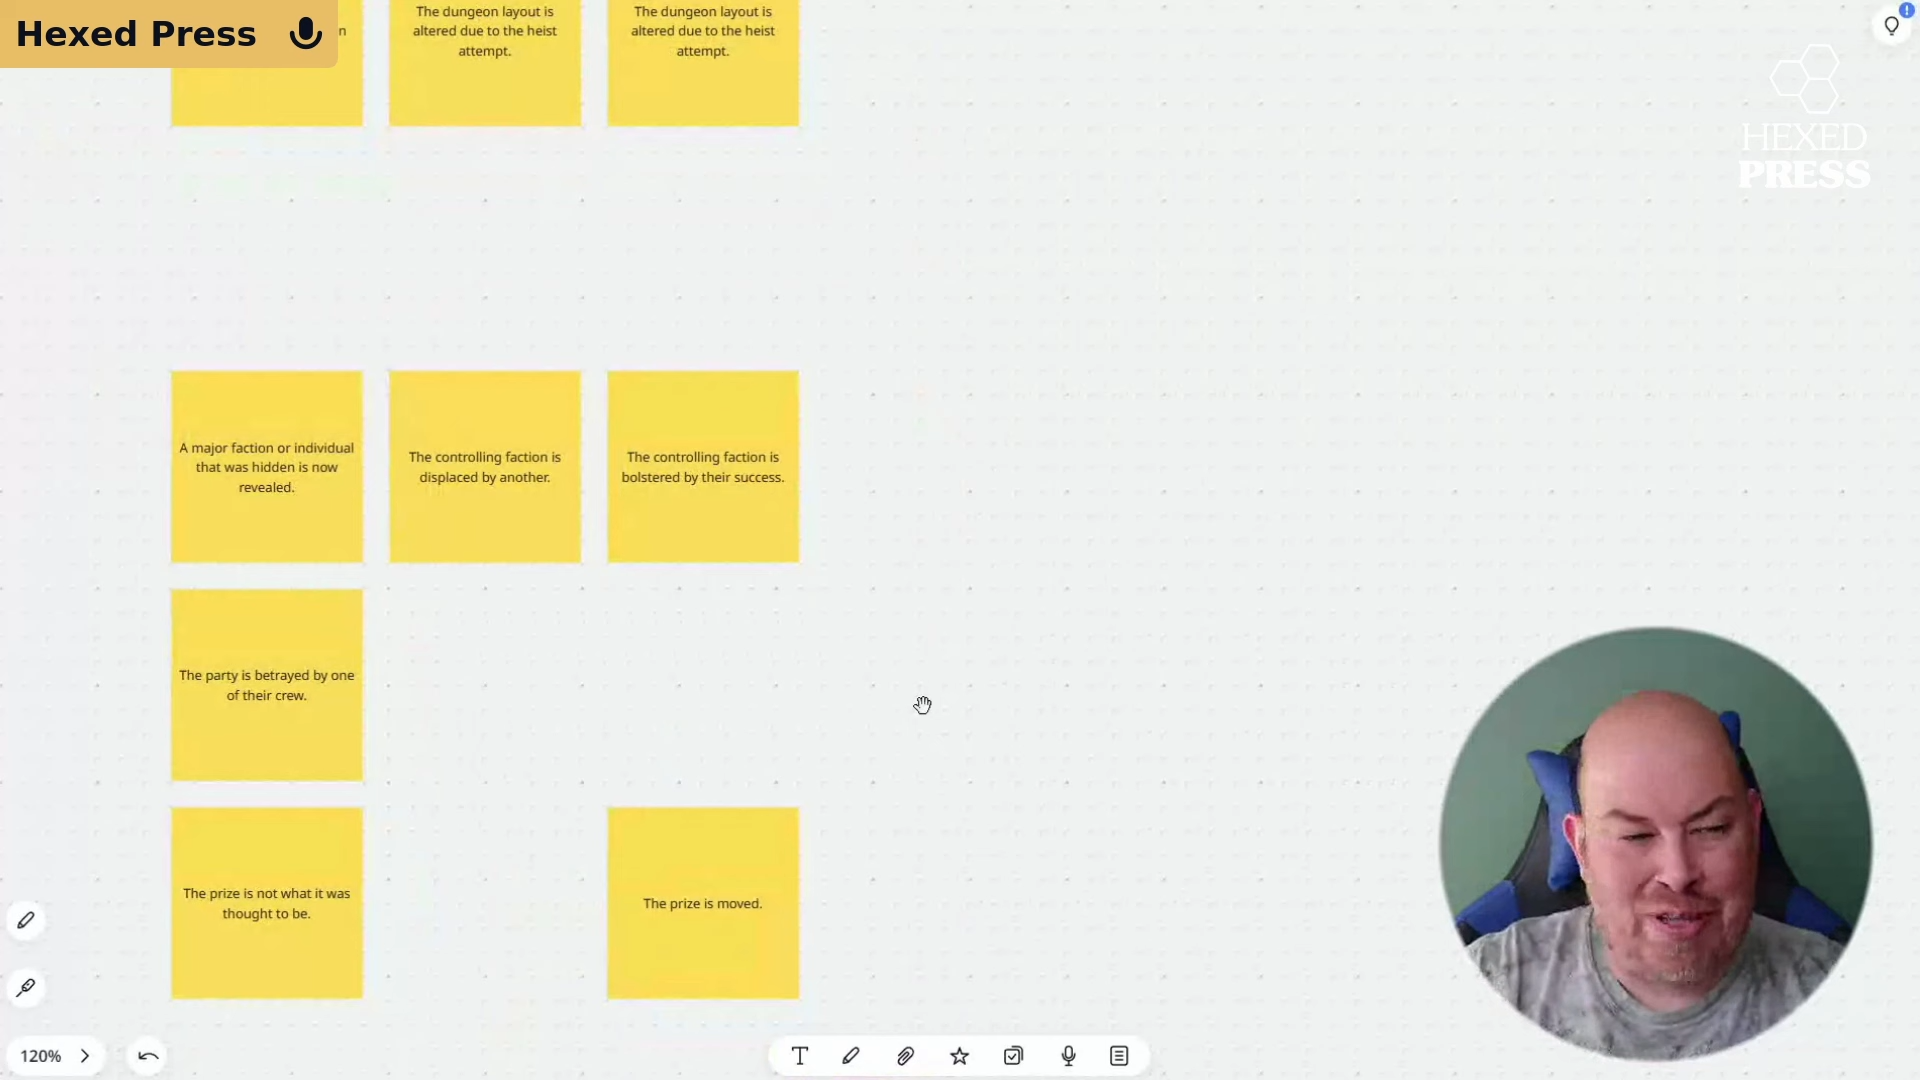 Hexed Press
n
The dungeon layout is
altered due to the heist
attempt.
The dungeon layout is
altered due to the heist
attempt.
HEXED
PRESS
A major faction or individual
that was hidden is now
revealed.
The controlling faction is
displaced by another.
The controlling faction is
bolstered by their success.
The party is betrayed by one
of their crew.
The prize is not what it was
thought to be.
The prize is moved.
120%